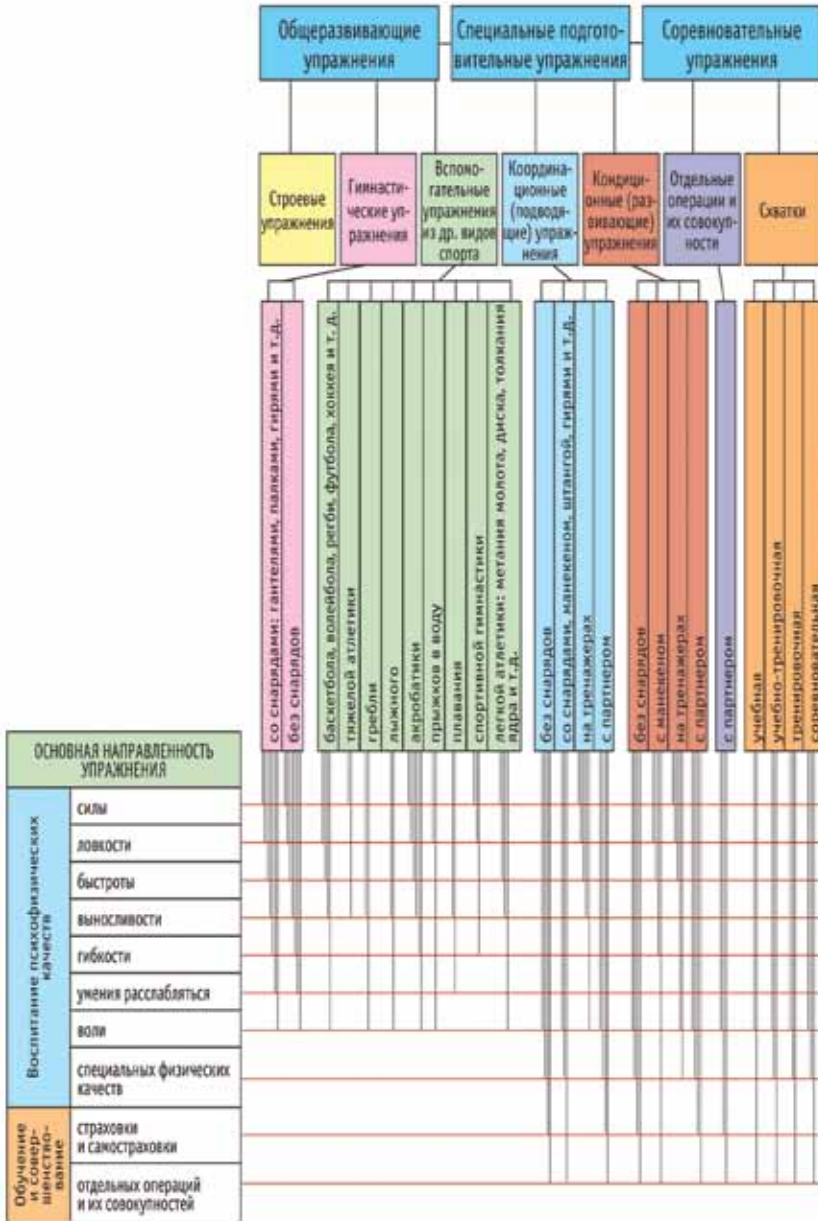 Общеразвивающие
упражнения
Специальные подгото-
вительные упражнения
Соревновательные
упражнения
Строевые
упражнения
Гимнасти-
ческие уп-
ражнения
Вспомо-
гательные
упражнения
из др. видов
спорта
Координа-
ционные
(подводя-
щие) упраж-
нения
Кондици-
онные (раз-
вивающие)
упражнения
Отдельные
операции и
их совокуп-
ности
Схватки
со снарядами: гантелями, палками, гирями и т.д.
без снарядов
баскетбола, волейбола, регби, футбола, хоккея и т. д.
тяжелой атлетики
гребли
лыжного
акробатики
прыжков в воду
плавания
спортивной гимнастики
легкой атлетики: метания молота, диска, толкания
ядра и т.д.
без снарядов
со снарядами, манекеном, штангой, гирями и т.д.
на тренажерах
с партнером
без снарядов
с манекеном
на тренажерах
с партнером
с партнером
учебная
учебно-тренировочная
тренировочная
соревновательная
ОСНОВНАЯ НАПРАВЛЕННОСТЬ
УПРАЖНЕНИЯ
Воспитание психофизических
качеств
силы
ловкости
быстроты
выносливости
гибкости
умения расслабляться
воли
специальных физических
качеств
Обучение
и совер-
шенство-
вание
страховки
и самостраховки
отдельных операций
и их совокупностей